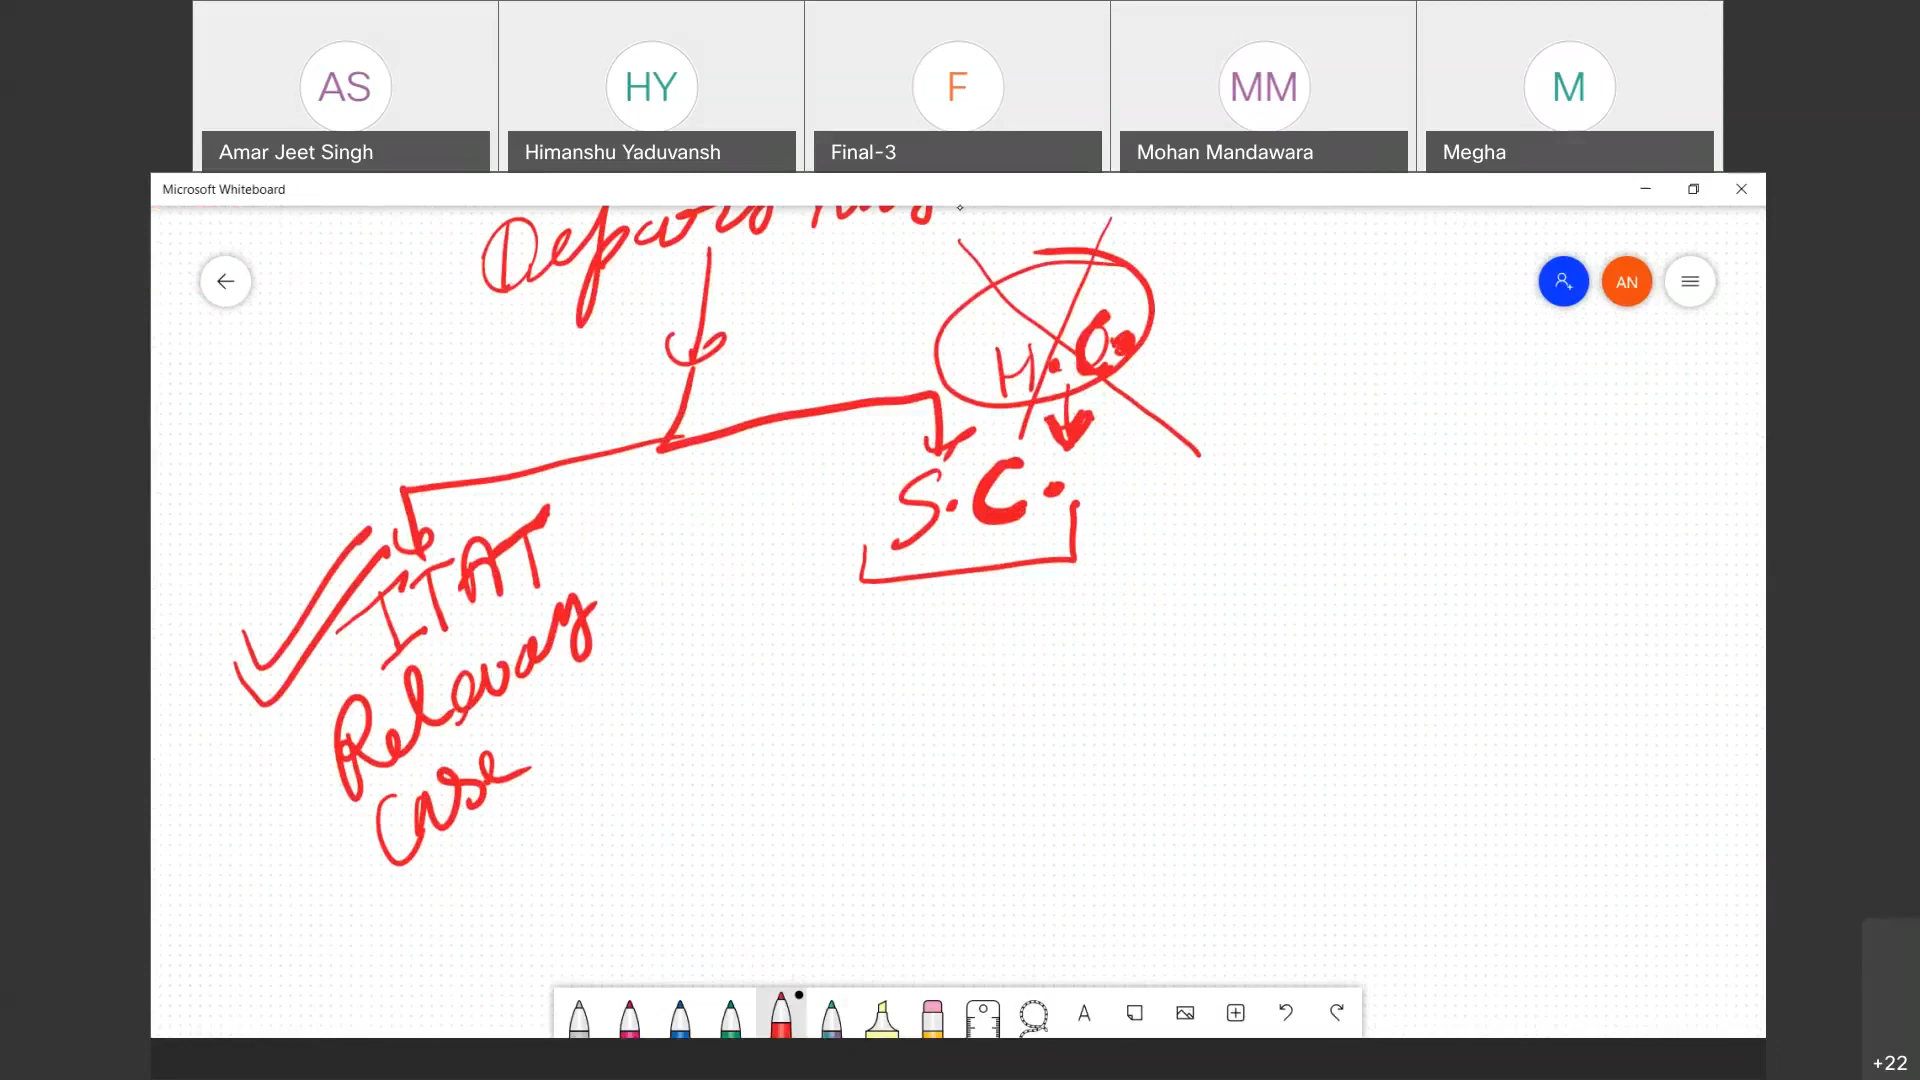 AS HY F MM M
Amar Jeet Singh Himanshu Yaduvansh Final-3 Mohan Mandawara Megha
Microsoft Whiteboard
AN
H.C.
S.C.
ITAT
Case
A
+22